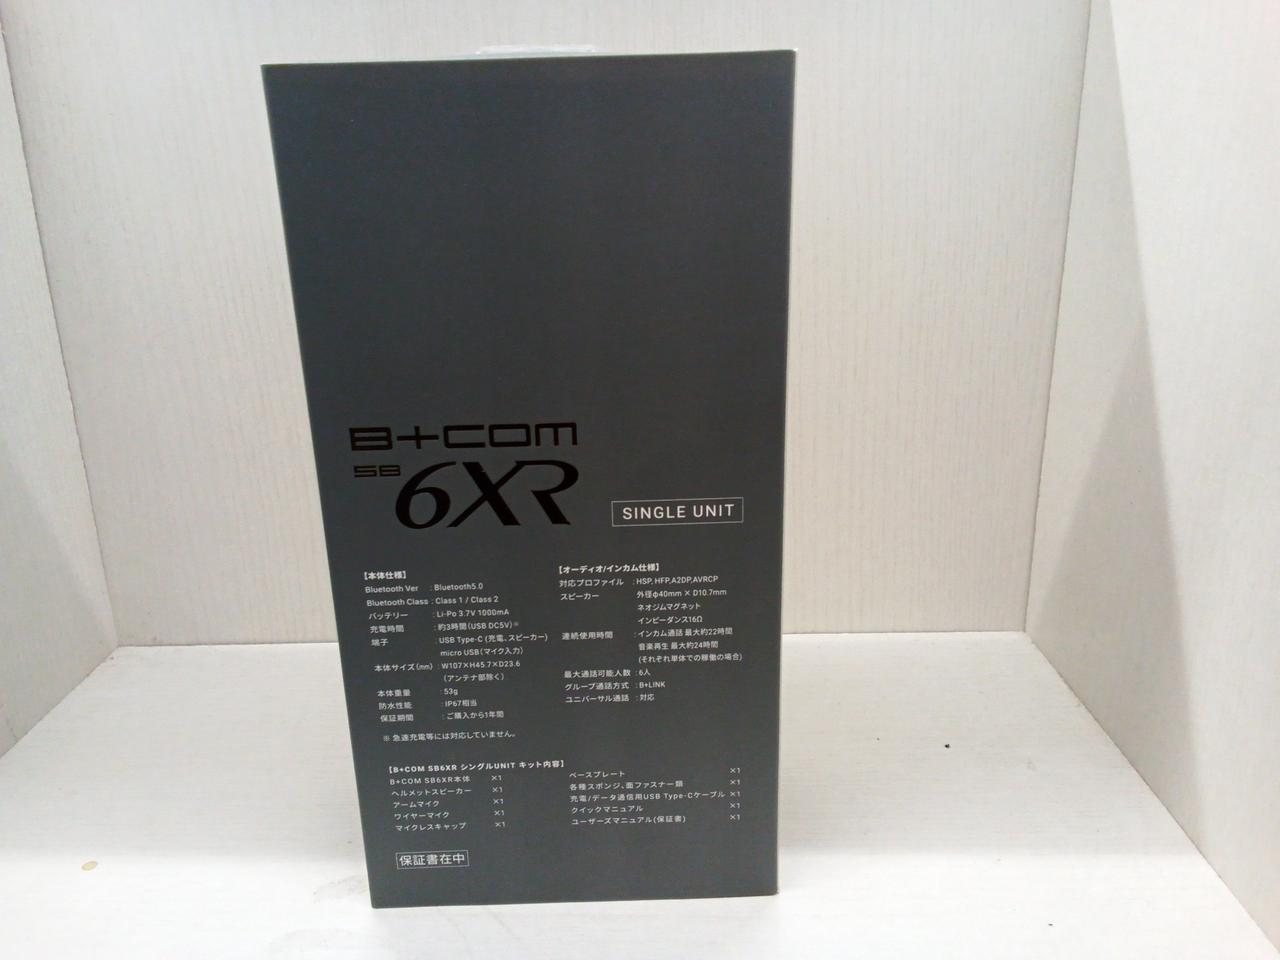 B+COM
SB
6XR
SINGLE UNIT
【本体仕様】
Bluetooth Ver : Bluetooth5.0
Bluetooth Class : Class 1 / Class 2
バッテリー : Li-Po 3.7V 1000mA
充電時間 : 約3時間(USB DC5V)※
端子 : USB Type-C (充電、スピーカー)
micro USB(マイク入力)
本体サイズ(mm) : W107×H45.7×D23.6
(アンテナ部除く)
本体重量 : 53g
防水性能 : IP67相当
保証期間 : ご購入から1年間
※ 急速充電等には対応していません。
【オーディオ/インカム仕様】
対応プロファイル : HSP, HFP,A2DP,AVRCP
スピーカー 外径φ40mm × D10.7mm
ネオジムマグネット
インピーダンス16Ω
連続使用時間 : インカム通話 最大約22時間
音楽再生 最大約24時間
(それぞれ単体での稼働の場合)
最大通話可能人数 : 6人
グループ通話方式 : B+LINK
ユニバーサル通話 : 対応
【B+COM SB6XR シングルUNIT キット内容】
B+COM SB6XR本体 ×1
ヘルメットスピーカー ×1
アームマイク ×1
ワイヤーマイク ×1
マイクレスキャップ ×1
ベースプレート ×1
各種スポンジ、面ファスナー類 ×1
充電/データ通信用USB Type-Cケーブル ×1
クイックマニュアル ×1
ユーザーズマニュアル(保証書) ×1
保証書在中